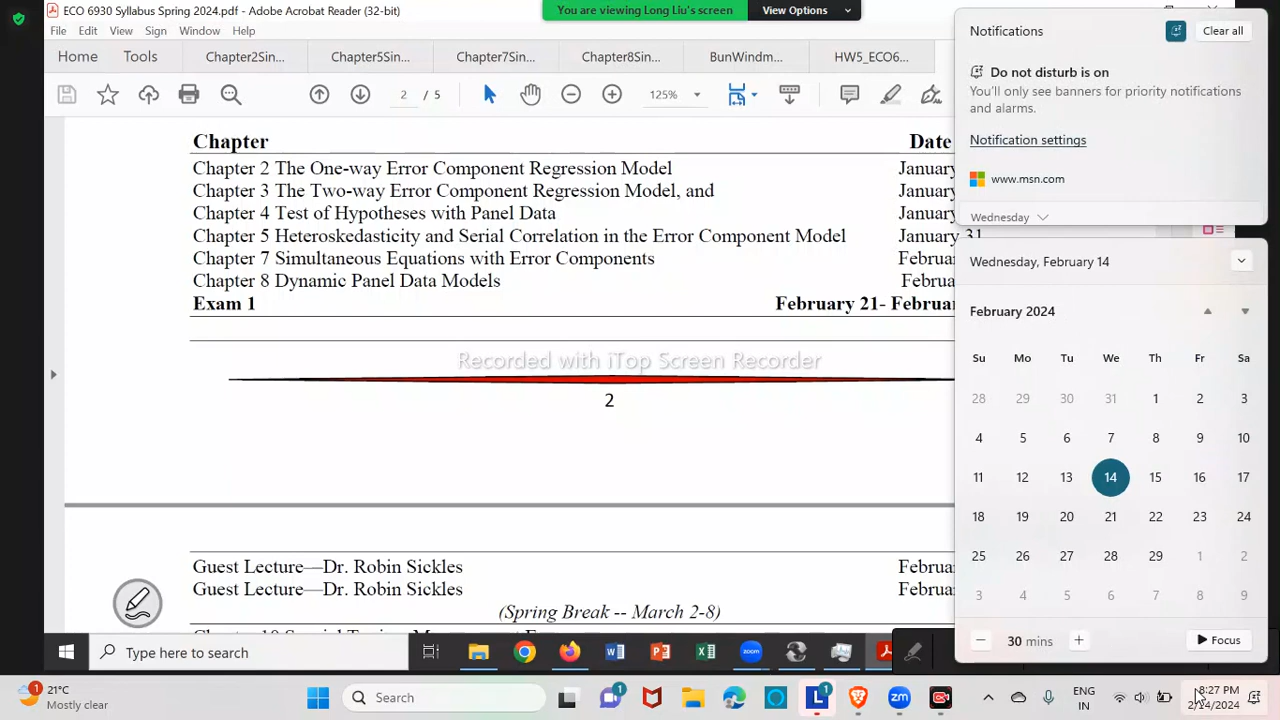 ECO 6930 Syllabus Spring 2024.pdf - Adobe Acrobat Reader (32-bit)
You are viewing Long Liu's screen
View Options
File Edit View Sign Window Help
Home Tools Chapter2Sin... Chapter5Sin... Chapter7Sin... Chapter8Sin... BunWindm... HW5_ECO6...
2 / 5 125%
Chapter Date
Chapter 2 The One-way Error Component Regression Model January
Chapter 3 The Two-way Error Component Regression Model, and January
Chapter 4 Test of Hypotheses with Panel Data January
Chapter 5 Heteroskedasticity and Serial Correlation in the Error Component Model January 31
Chapter 7 Simultaneous Equations with Error Components Februa
Chapter 8 Dynamic Panel Data Models Februa
Exam 1 February 21- Februar
Recorded with iTop Screen Recorder
2
Guest Lecture—Dr. Robin Sickles Februa
Guest Lecture—Dr. Robin Sickles Februa
(Spring Break -- March 2-8)
Notifications Clear all
Do not disturb is on
You'll only see banners for priority notifications
and alarms.
Notification settings
www.msn.com
Wednesday
Wednesday, February 14
February 2024
Su Mo Tu We Th Fr Sa
28 29 30 31 1 2 3
4 5 6 7 8 9 10
11 12 13 14 15 16 17
18 19 20 21 22 23 24
25 26 27 28 29 1 2
3 4 5 6 7 8 9
30 mins Focus
Type here to search
zoom
21°C
Mostly clear
Search
zm
ENG
IN
8:27 PM
2/14/2024